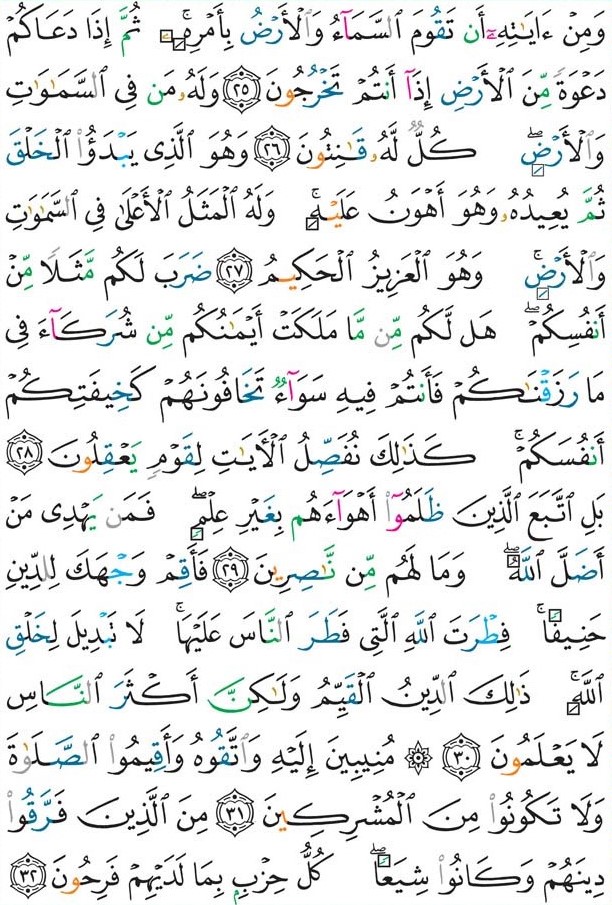 وَمِنْ ءَايَٰتِهِۦٓ أَن تَقُومَ ٱلسَّمَآءُ وَٱلْأَرْضُ بِأَمْرِهِۦ ۚ ثُمَّ إِذَا دَعَاكُمْ
دَعْوَةً مِّنَ ٱلْأَرْضِ إِذَآ أَنتُمْ تَخْرُجُونَ ٢٥ وَلَهُۥ مَن فِى ٱلسَّمَٰوَٰتِ
وَٱلْأَرْضِ ۖ كُلٌّ لَّهُۥ قَٰنِتُونَ ٢٦ وَهُوَ ٱلَّذِى يَبْدَؤُا۟ ٱلْخَلْقَ
ثُمَّ يُعِيدُهُۥ وَهُوَ أَهْوَنُ عَلَيْهِ ۚ وَلَهُ ٱلْمَثَلُ ٱلْأَعْلَىٰ فِى ٱلسَّمَٰوَٰتِ
وَٱلْأَرْضِ ۚ وَهُوَ ٱلْعَزِيزُ ٱلْحَكِيمُ ٢٧ ضَرَبَ لَكُم مَّثَلًا مِّنْ
أَنفُسِكُمْ ۖ هَل لَّكُم مِّن مَّا مَلَكَتْ أَيْمَٰنُكُم مِّن شُرَكَآءَ فِى
مَا رَزَقْنَٰكُمْ فَأَنتُمْ فِيهِ سَوَآءٌ تَخَافُونَهُمْ كَخِيفَتِكُمْ
أَنفُسَكُمْ ۚ كَذَٰلِكَ نُفَصِّلُ ٱلْءَايَٰتِ لِقَوْمٍ يَعْقِلُونَ ٢٨
بَلِ ٱتَّبَعَ ٱلَّذِينَ ظَلَمُوٓا۟ أَهْوَآءَهُم بِغَيْرِ عِلْمٍ ۖ فَمَن يَهْدِى مَنْ
أَضَلَّ ٱللَّهُ ۖ وَمَا لَهُم مِّن نَّٰصِرِينَ ٢٩ فَأَقِمْ وَجْهَكَ لِلدِّينِ
حَنِيفًا ۚ فِطْرَتَ ٱللَّهِ ٱلَّتِى فَطَرَ ٱلنَّاسَ عَلَيْهَا ۚ لَا تَبْدِيلَ لِخَلْقِ
ٱللَّهِ ۚ ذَٰلِكَ ٱلدِّينُ ٱلْقَيِّمُ وَلَٰكِنَّ أَكْثَرَ ٱلنَّاسِ
لَا يَعْلَمُونَ ٣٠ ۞ مُنِيبِينَ إِلَيْهِ وَٱتَّقُوهُ وَأَقِيمُوا۟ ٱلصَّلَوٰةَ
وَلَا تَكُونُوا۟ مِنَ ٱلْمُشْرِكِينَ ٣١ مِنَ ٱلَّذِينَ فَرَّقُوا۟
دِينَهُمْ وَكَانُوا۟ شِيَعًا ۖ كُلُّ حِزْبٍۭ بِمَا لَدَيْهِمْ فَرِحُونَ ٣٢